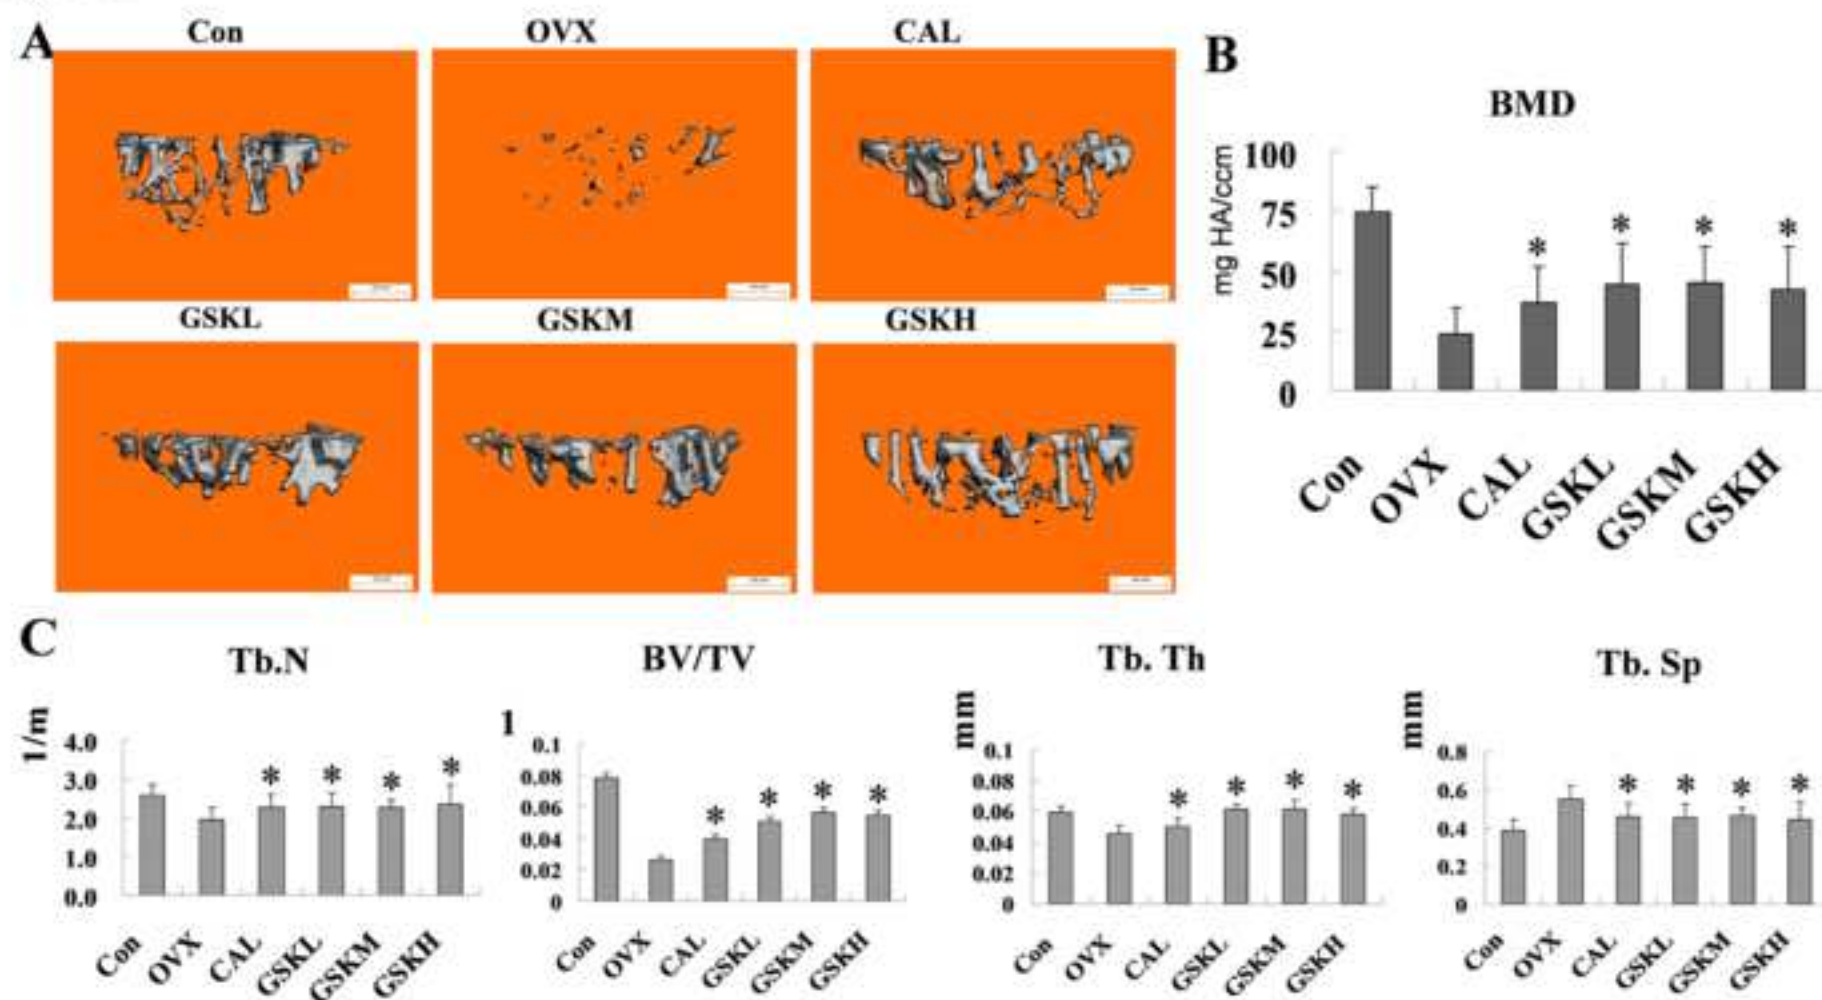 A
Con
OVX
CAL
GSKL
GSKM
GSKH
B
BMD
mg HA/ccm
100
75
50
25
0
Con
OVX
CAL
GSKL
GSKM
GSKH
*
*
*
*
C
Tb.N
1/m
4.0
3.0
2.0
1.0
0.0
*
*
*
*
Con
OVX
CAL
GSKL
GSKM
GSKH
BV/TV
1
0.1
0.08
0.06
0.04
0.02
0
*
*
*
*
Con
OVX
CAL
GSKL
GSKM
GSKH
Tb. Th
mm
0.1
0.08
0.06
0.04
0.02
0
*
*
*
*
Con
OVX
CAL
GSKL
GSKM
GSKH
Tb. Sp
mm
0.8
0.6
0.4
0.2
0
*
*
*
*
Con
OVX
CAL
GSKL
GSKM
GSKH